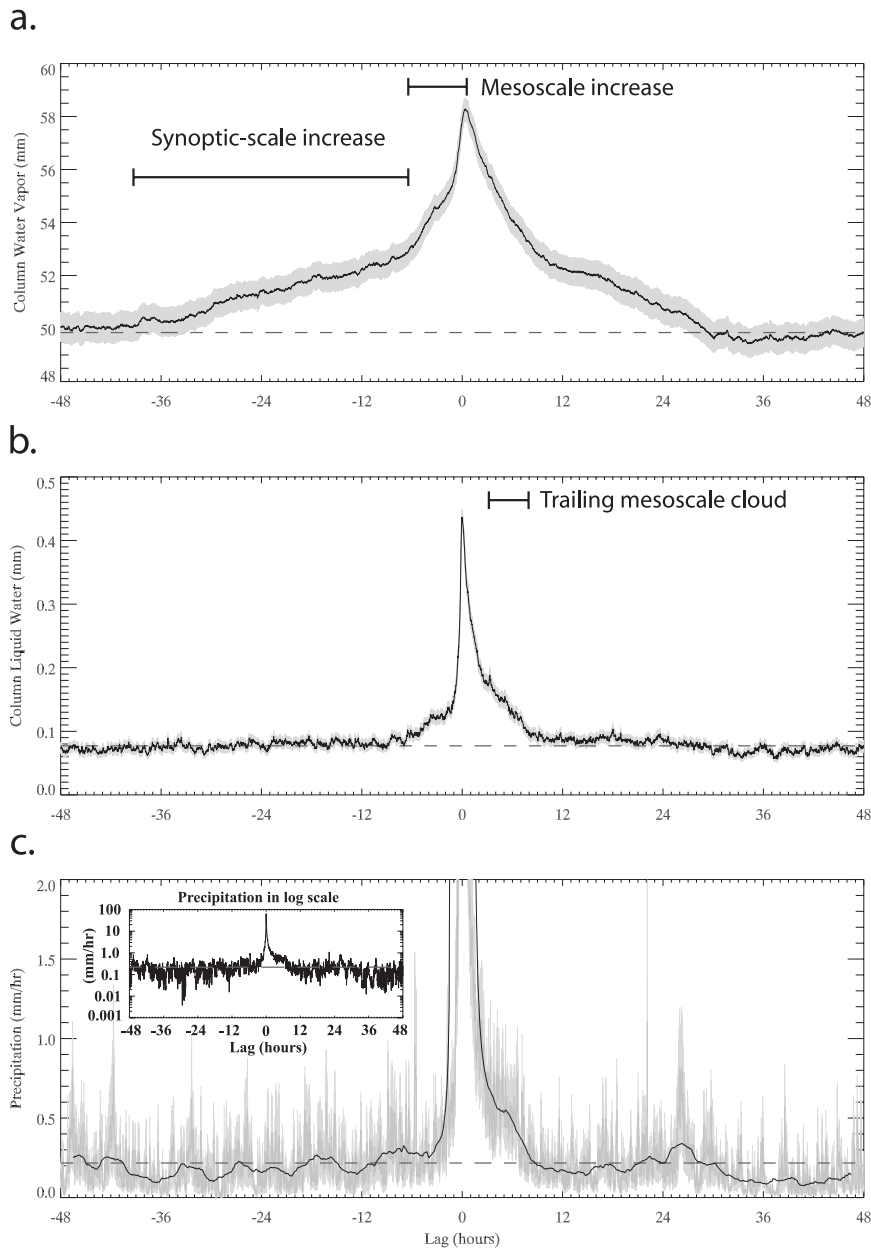 a.
60
58
56
54
52
50
48
Column Water Vapor (mm)
Mesoscale increase
Synoptic-scale increase
-48 -36 -24 -12 0 12 24 36 48
b.
0.5
0.4
0.3
0.2
0.1
0.0
Column Liquid Water (mm)
Trailing mesoscale cloud
-48 -36 -24 -12 0 12 24 36 48
c.
2.0
1.5
1.0
0.5
0.0
Precipitation (mm/hr)
Precipitation in log scale
100
10
1.0
0.1
0.01
0.001
(mm/hr)
-48 -36 -24 -12 0 12 24 36 48
Lag (hours)
-48 -36 -24 -12 0 12 24 36 48
Lag (hours)